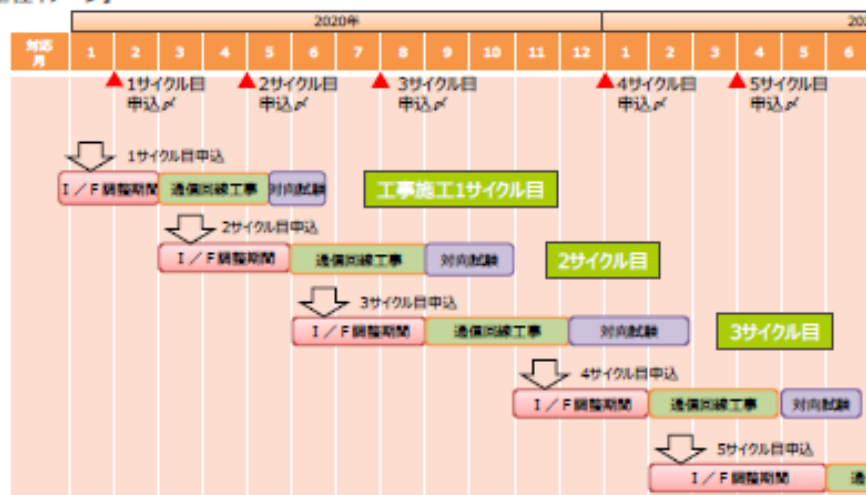 2020年
対応
月
1 2 3 4 5 6 7 8 9 10 11 12 1 2 3 4 5 6
1サイクル目
申込〆
2サイクル目
申込〆
3サイクル目
申込〆
4サイクル目
申込〆
5サイクル目
申込〆
1サイクル目申込
I/F調整期間 通信回線工事 対向試験
工事施工1サイクル目
2サイクル目申込
I/F調整期間 通信回線工事 対向試験
2サイクル目
3サイクル目申込
I/F調整期間 通信回線工事 対向試験
3サイクル目
4サイクル目申込
I/F調整期間 通信回線工事 対向試験
5サイクル目申込
I/F調整期間